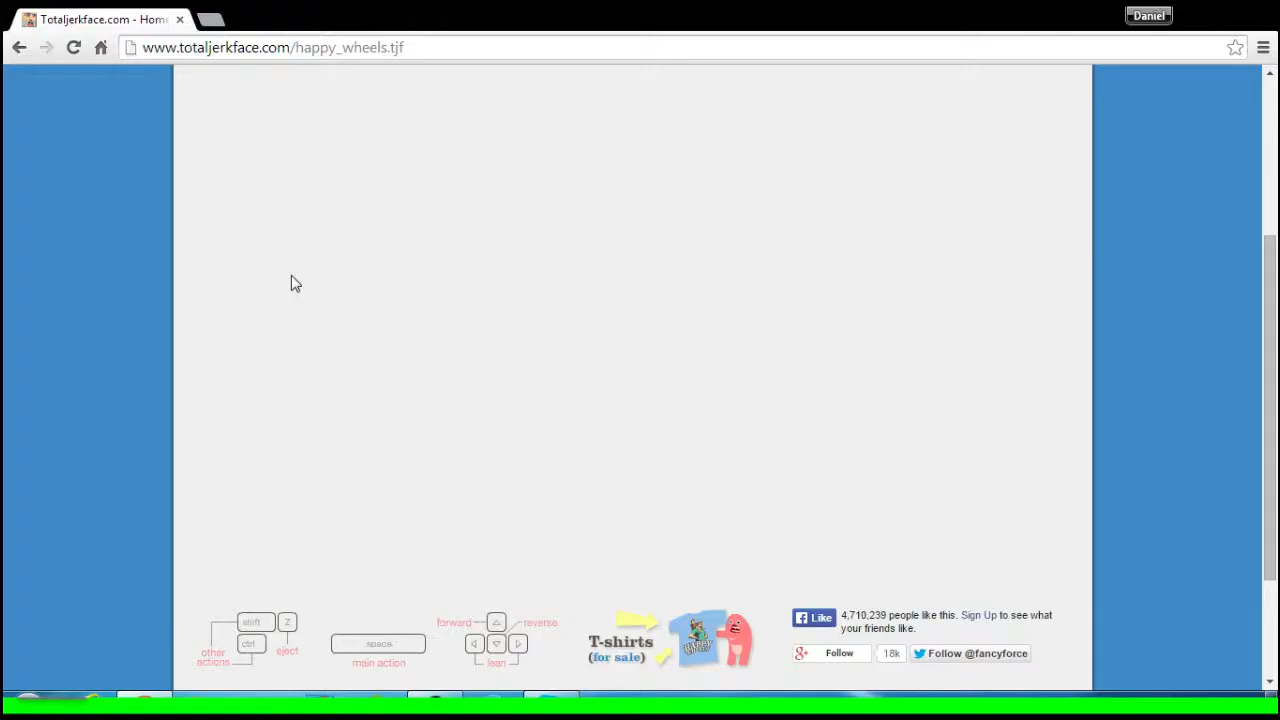 Totaljerkface.com - Hom
Daniel
www.totaljerkface.com/happy_wheels.tjf
shift
Z
ctrl
other
actions
eject
space
main action
forward
reverse
lean
T-shirts
(for sale)
HAPPY
Like
4,710,239 people like this. Sign Up to see what
your friends like.
Follow
18k
Follow @fancyforce